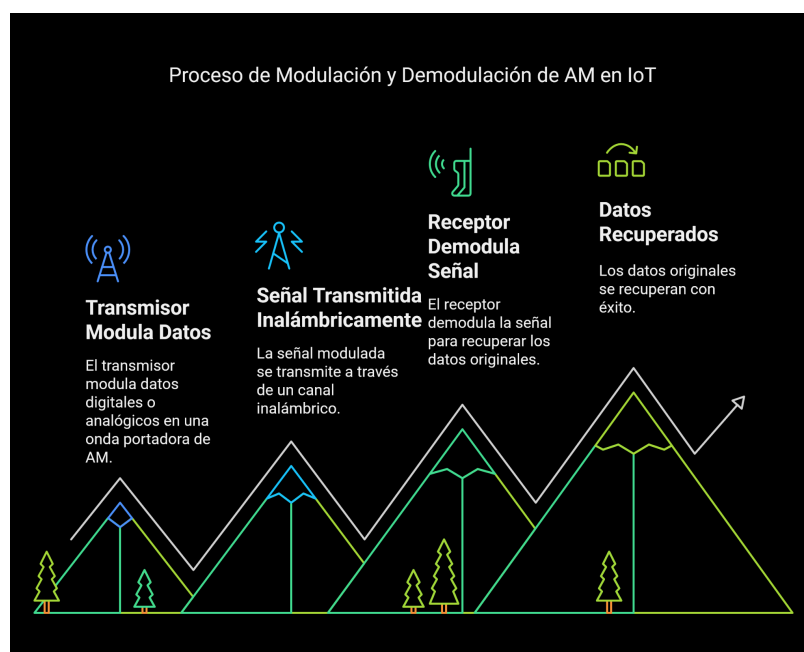 Proceso de Modulación y Demodulación de AM en IoT
Transmisor
Modula Datos
El transmisor
modula datos
digitales o
analógicos en una
onda portadora de
AM.
Señal Transmitida
Inalámbricamente
La señal modulada
se transmite a través
de un canal
inalámbrico.
Receptor
Demodula
Señal
El receptor
demodula la señal
para recuperar los
datos originales.
Datos
Recuperados
Los datos originales
se recuperan con
éxito.